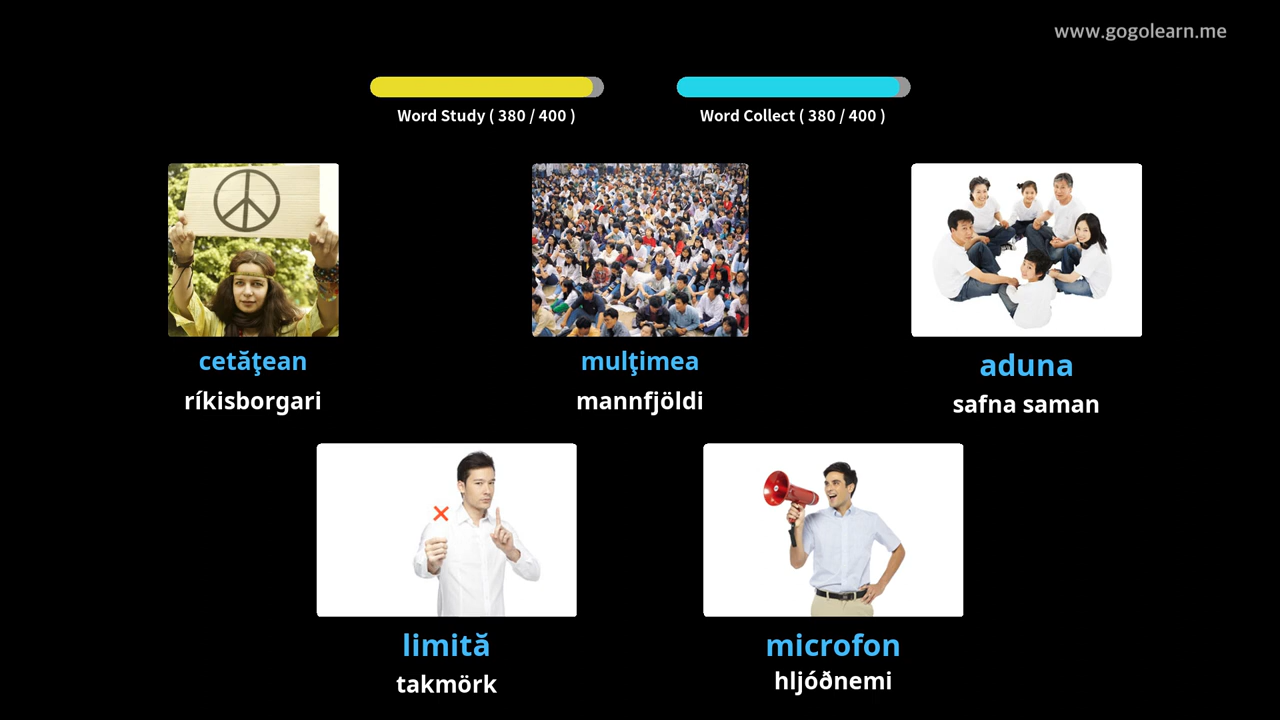 www.gogolearn.me
Word Study ( 380 / 400 )
Word Collect ( 380 / 400 )
cetăţean
mulţimea
aduna
ríkisborgari
mannfjöldi
safna saman
limită
microfon
takmörk
hljóðnemi